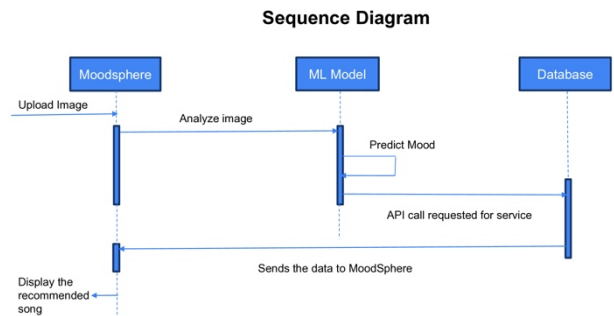 Sequence Diagram
Moodsphere
ML Model
Database
Upload Image
Analyze image
Predict Mood
API call requested for service
Sends the data to MoodSphere
Display the
recommended
song